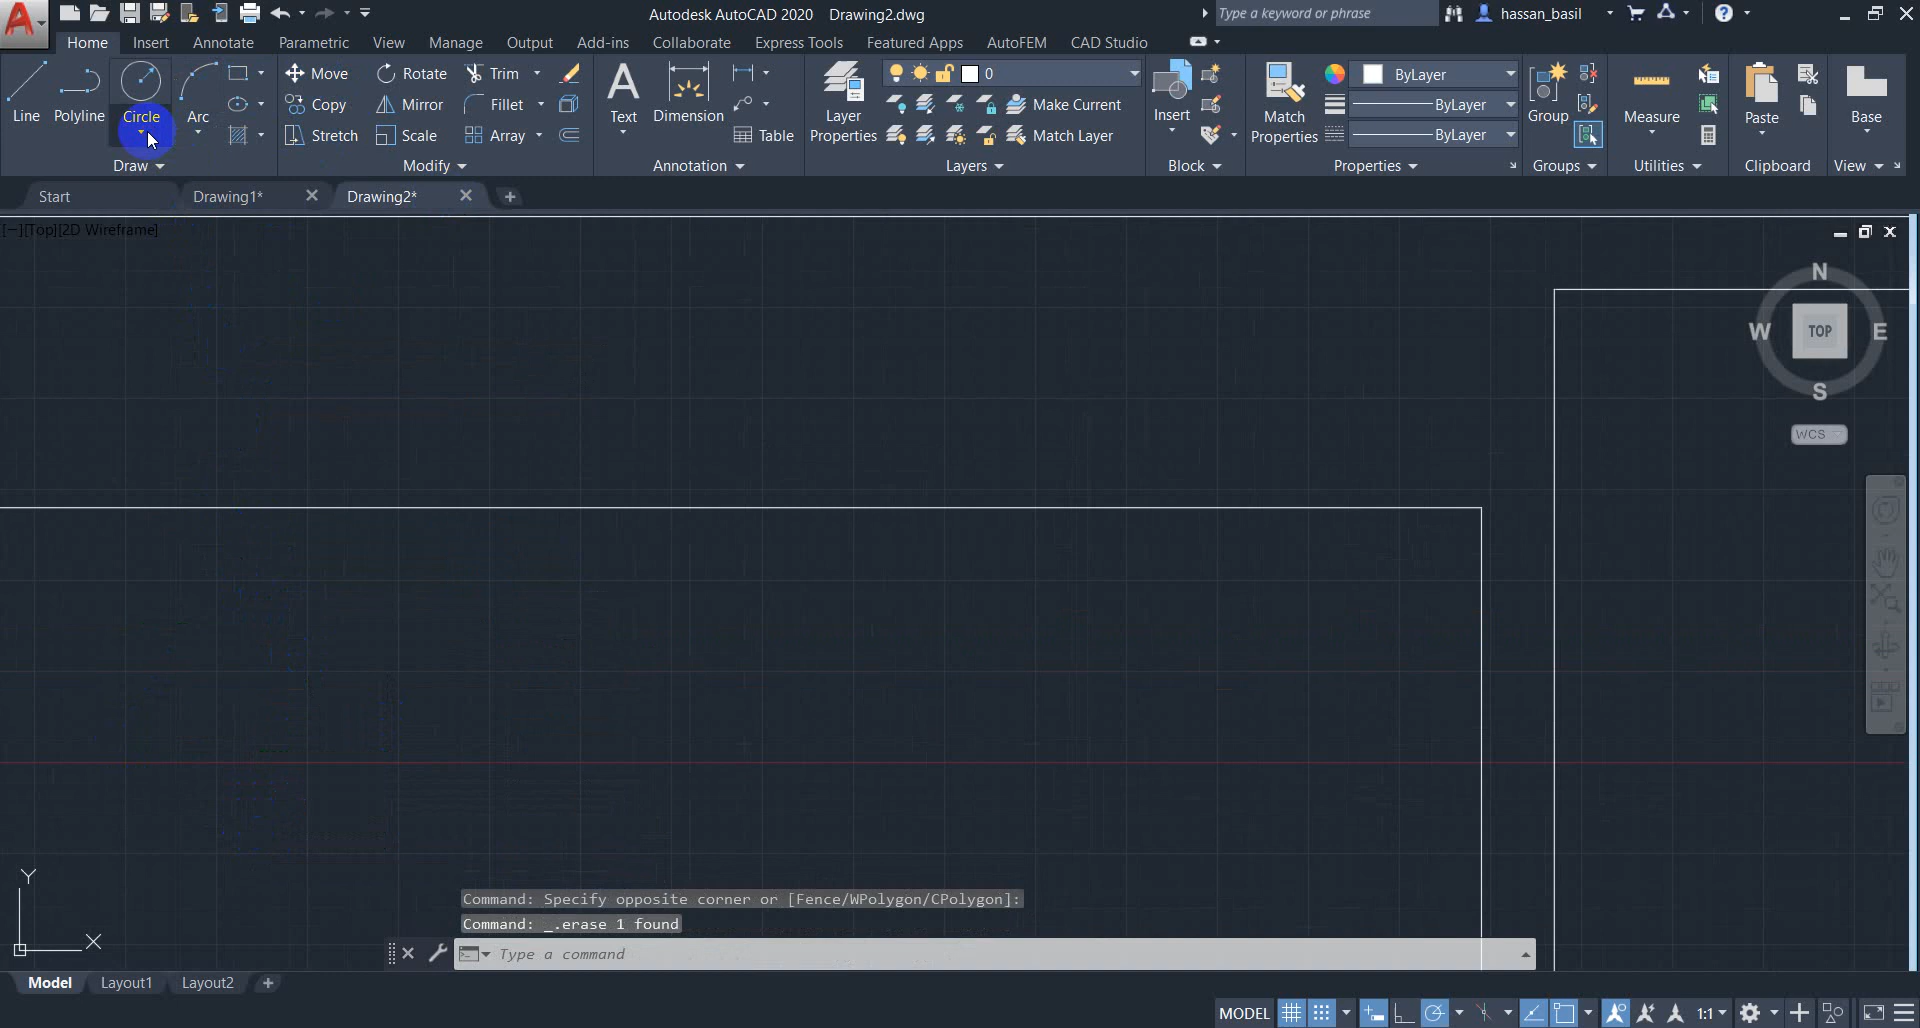 Autodesk AutoCAD 2020 Drawing2.dwg
Type a keyword or phrase
hassan_basil
Home Insert Annotate Parametric View Manage Output Add-ins Collaborate Express Tools Featured Apps AutoFEM CAD Studio
Line Polyline Circle Arc
Move Rotate Trim
Copy Mirror Fillet
Stretch Scale Array
Text Dimension Table
Layer Properties
0
Make Current
Match Layer
Insert
Match Properties
ByLayer
ByLayer
ByLayer
Group
Measure
Paste
Base
Draw Modify Annotation Layers Block Properties Groups Utilities Clipboard View
Start Drawing1* Drawing2*
[−][Top][2D Wireframe]
N
W TOP E
S
WCS
Y
X
Command: Specify opposite corner or [Fence/WPolygon/CPolygon]:
Command: _.erase 1 found
Type a command
Model Layout1 Layout2
MODEL 1:1